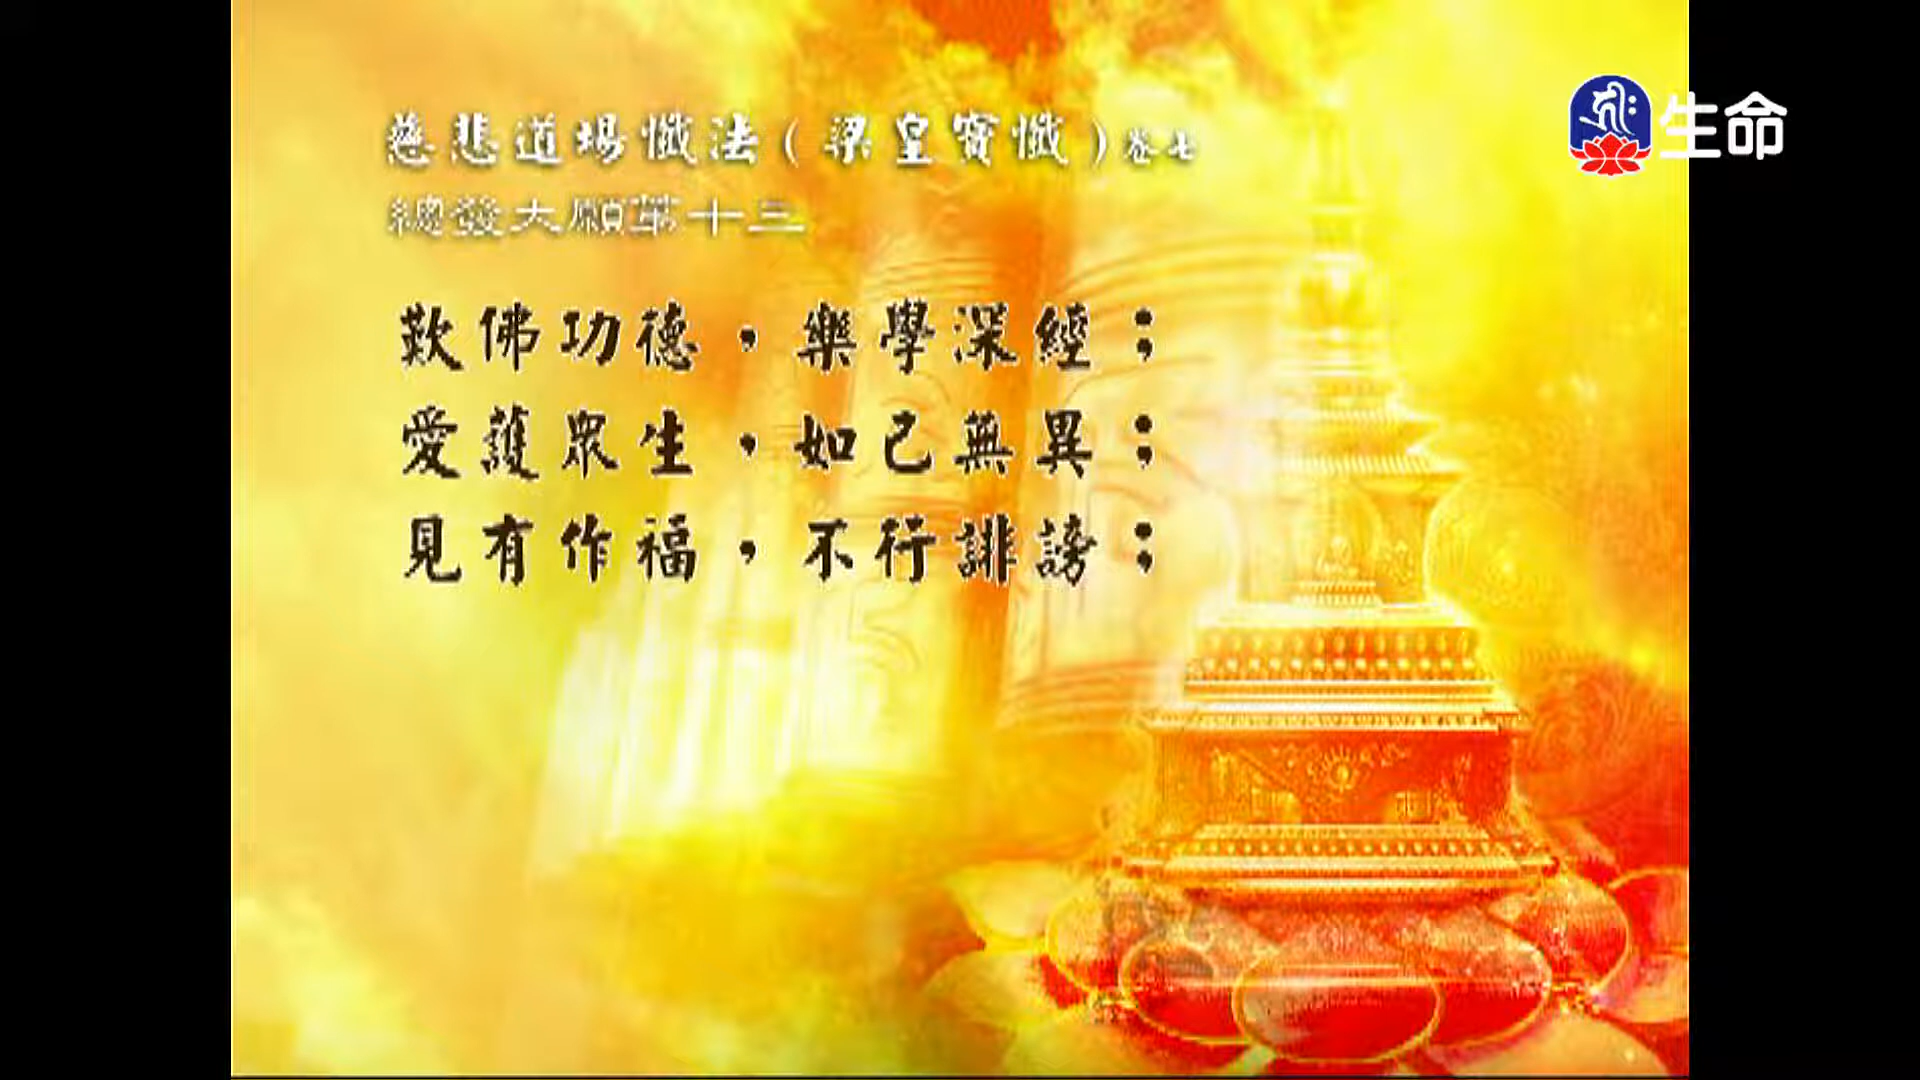 慈悲道場懺法(梁皇寶懺)卷七
生命
總發大願第十三
歎佛功德,樂學深經;
愛護眾生,如己無異;
見有作福,不行誹謗;